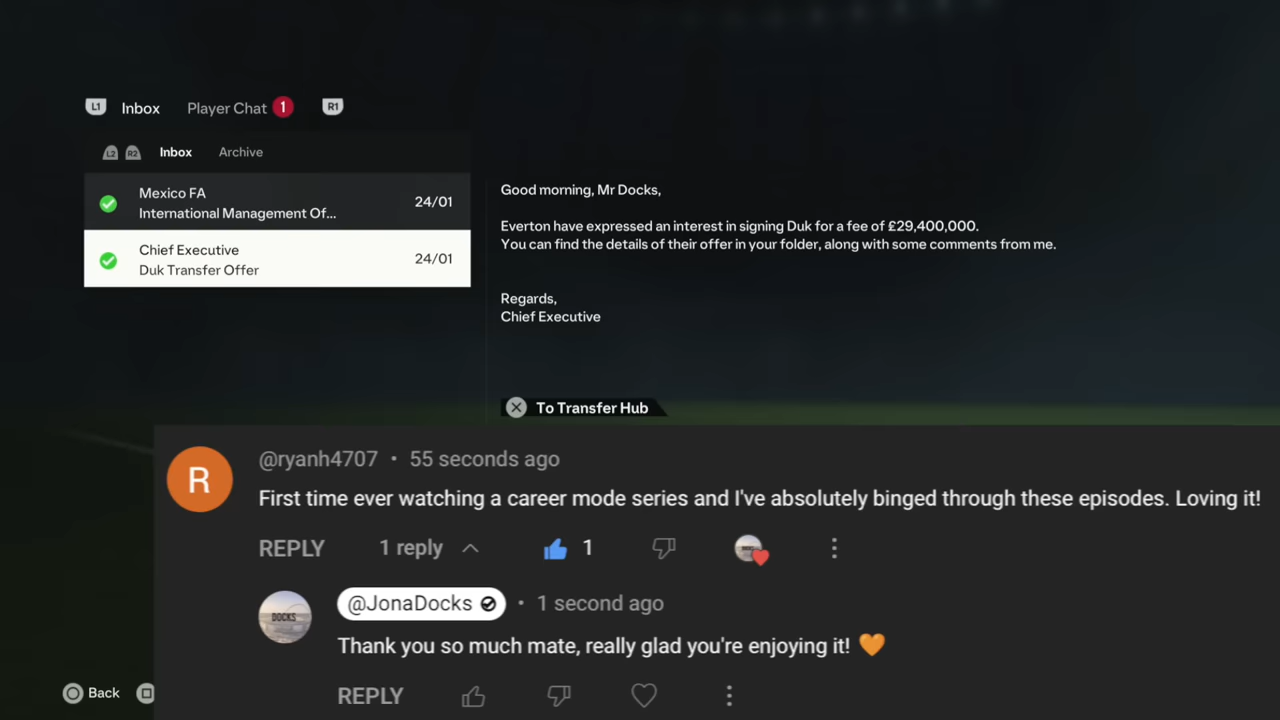 L1 Inbox Player Chat 1 R1
L2 R2 Inbox Archive
Mexico FA
International Management Of... 24/01
Chief Executive
Duk Transfer Offer 24/01
Good morning, Mr Docks,
Everton have expressed an interest in signing Duk for a fee of £29,400,000.
You can find the details of their offer in your folder, along with some comments from me.
Regards,
Chief Executive
To Transfer Hub
@ryanh4707 • 55 seconds ago
R
First time ever watching a career mode series and I've absolutely binged through these episodes. Loving it!
REPLY 1 reply 1
@JonaDocks • 1 second ago
DOCKS
Thank you so much mate, really glad you're enjoying it! 🧡
REPLY
Back